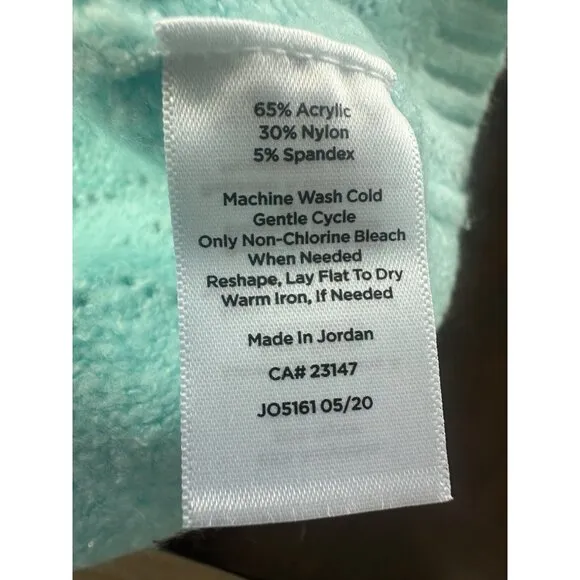 65% Acrylic
30% Nylon
5% Spandex
Machine Wash Cold
Gentle Cycle
Only Non-Chlorine Bleach
When Needed
Reshape, Lay Flat To Dry
Warm Iron, If Needed
Made In Jordan
CA# 23147
JO5161 05/20